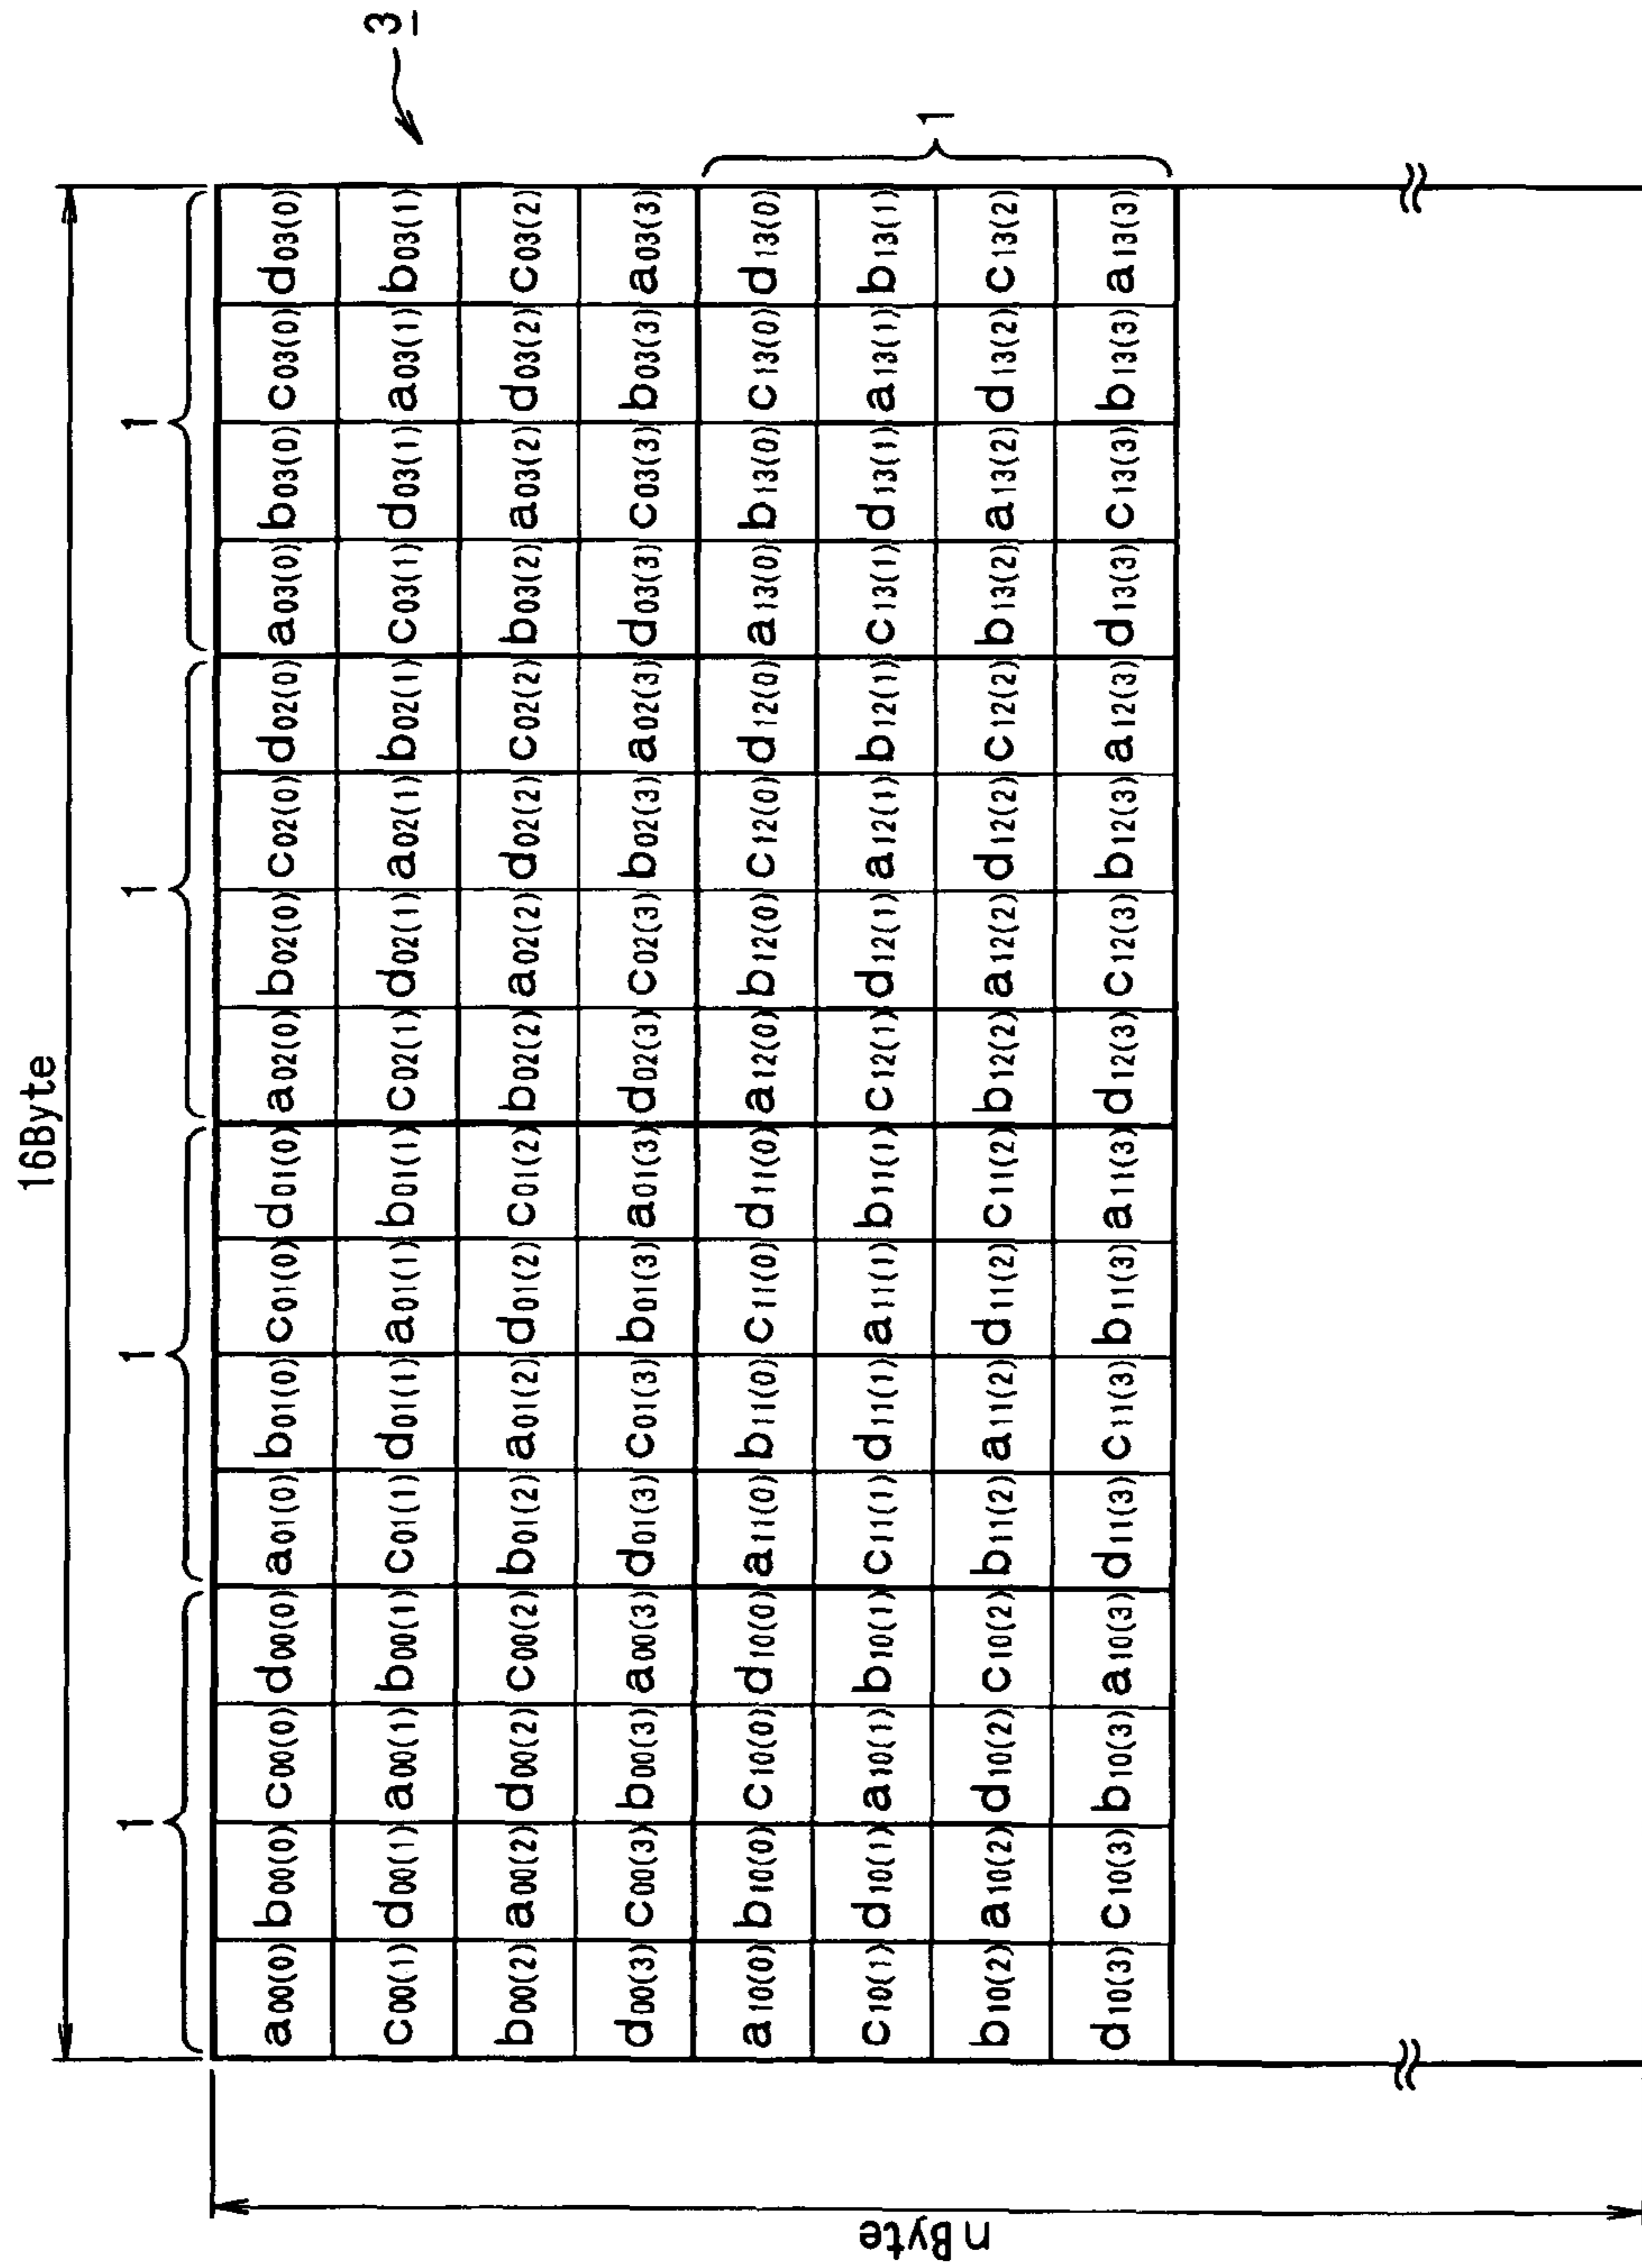 16Byte
3
1 1 1 1
a00(0) b00(0) c00(0) d00(0) a01(0) b01(0) c01(0) d01(0) a02(0) b02(0) c02(0) d02(0) a03(0) b03(0) c03(0) d03(0)
c00(1) d00(1) a00(1) b00(1) c01(1) d01(1) a01(1) b01(1) c02(1) d02(1) a02(1) b02(1) c03(1) d03(1) a03(1) b03(1)
b00(2) a00(2) d00(2) c00(2) b01(2) a01(2) d01(2) c01(2) b02(2) a02(2) d02(2) c02(2) b03(2) a03(2) d03(2) c03(2)
d00(3) c00(3) b00(3) a00(3) d01(3) c01(3) b01(3) a01(3) d02(3) c02(3) b02(3) a02(3) d03(3) c03(3) b03(3) a03(3)
a10(0) b10(0) c10(0) d10(0) a11(0) b11(0) c11(0) d11(0) a12(0) b12(0) c12(0) d12(0) a13(0) b13(0) c13(0) d13(0)
c10(1) d10(1) a10(1) b10(1) c11(1) d11(1) a11(1) b11(1) c12(1) d12(1) a12(1) b12(1) c13(1) d13(1) a13(1) b13(1)
1
b10(2) a10(2) d10(2) c10(2) b11(2) a11(2) d11(2) c11(2) b12(2) a12(2) d12(2) c12(2) b13(2) a13(2) d13(2) c13(2)
d10(3) c10(3) b10(3) a10(3) d11(3) c11(3) b11(3) a11(3) d12(3) c12(3) b12(3) a12(3) d13(3) c13(3) b13(3) a13(3)
nByte